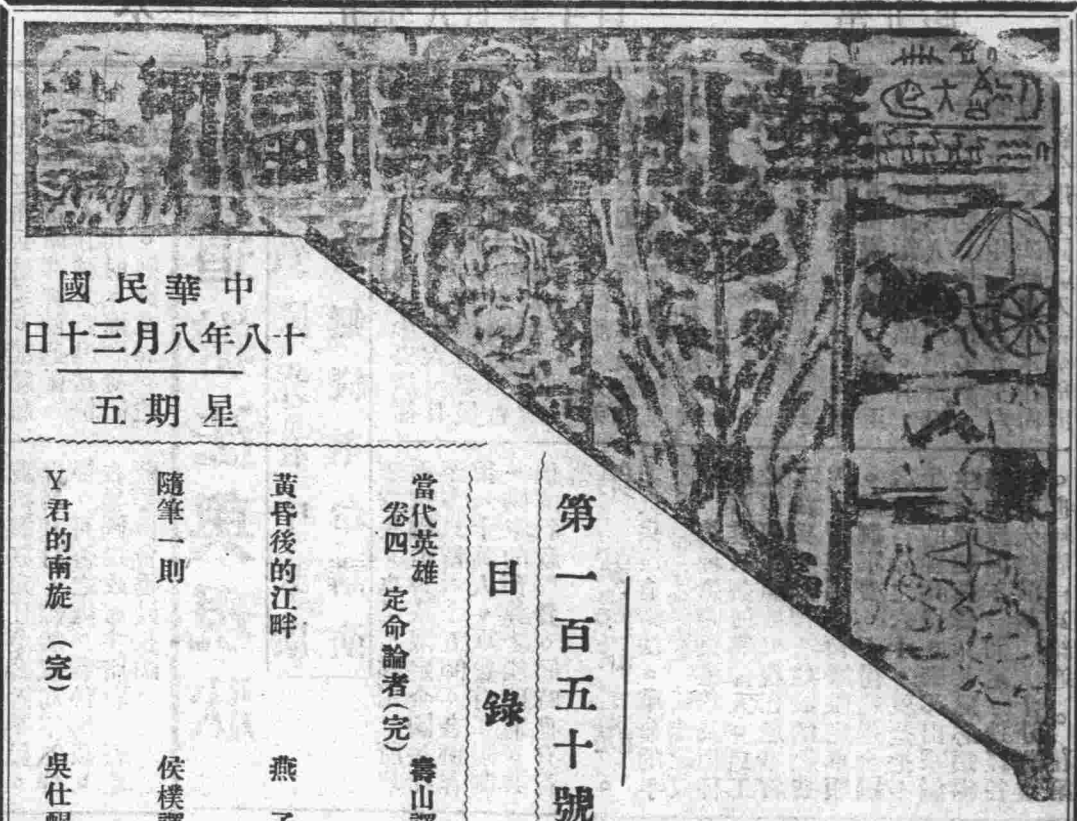 中華民國
十八年八月三十日
星期五
第一百五十號
目錄
當代英雄
卷四　定命論者（完）　壽山譯
黃昏後的江畔　燕子
隨筆一則　侯樸譯
Y君的南旋　（完）　吳仕